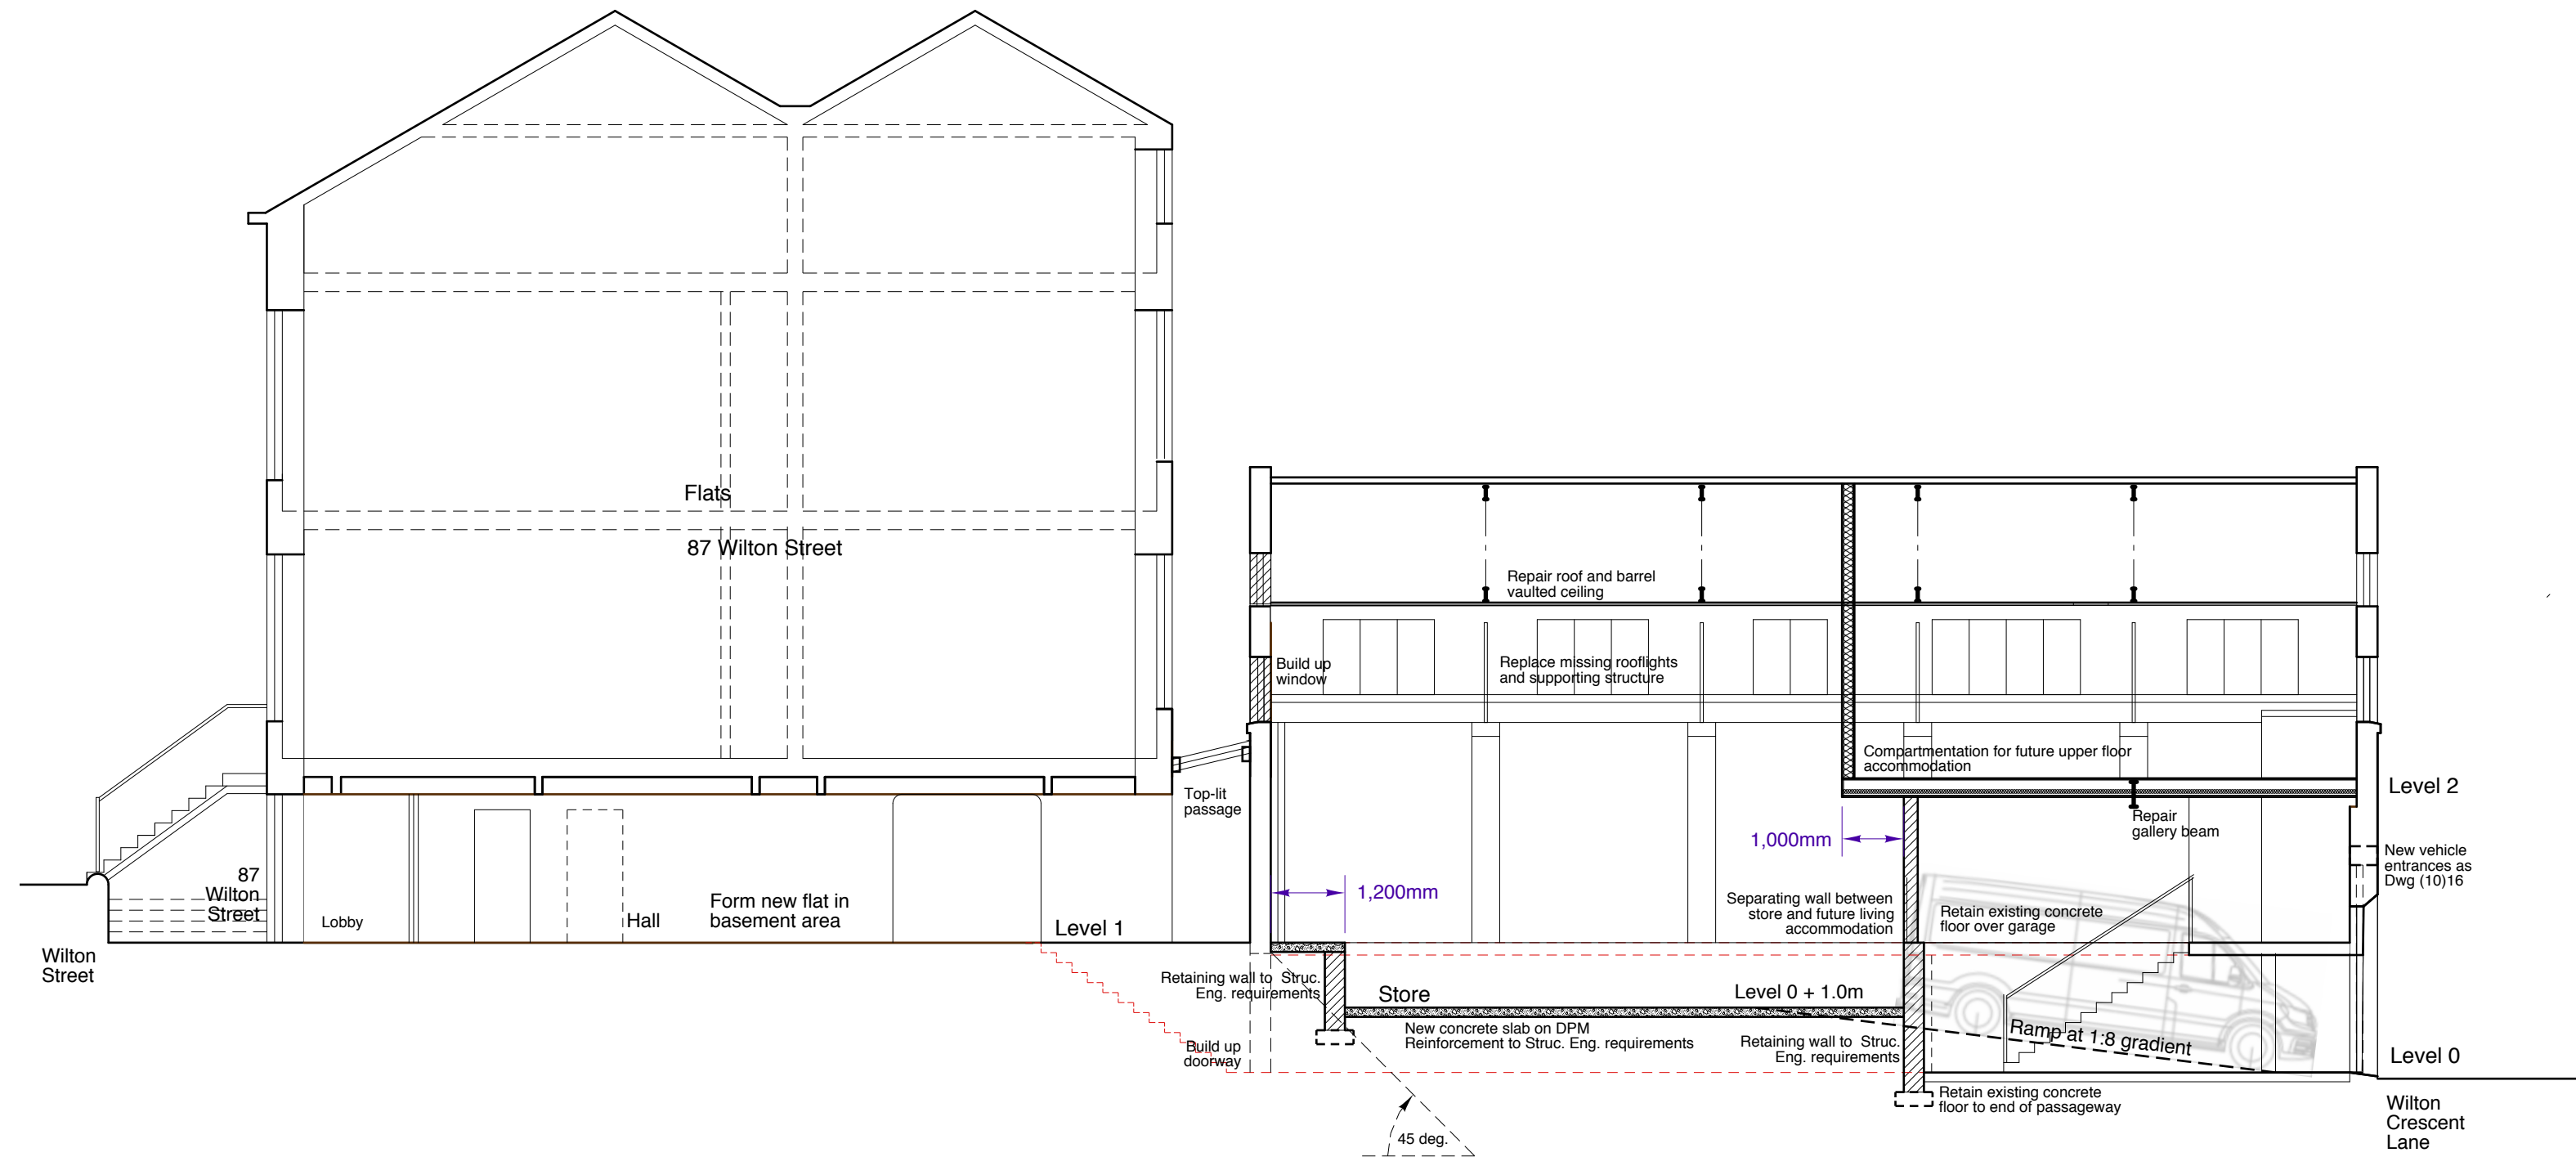 Flats
87 Wilton Street
Repair roof and barrel
vaulted ceiling
Build up
window
Replace missing rooflights
and supporting structure
Compartmentation for future upper floor
accommodation
Level 2
Top-lit
passage
Repair
gallery beam
1,000mm
New vehicle
entrances as
Dwg (10)16
87
Wilton
Street
Lobby
Hall
Form new flat in
basement area
Level 1
1,200mm
Separating wall between
store and future living
accommodation
Retain existing concrete
floor over garage
Wilton
Street
Retaining wall to Struc.
Eng. requirements
Store
Level 0 + 1.0m
New concrete slab on DPM
Reinforcement to Struc. Eng. requirements
Retaining wall to Struc.
Eng. requirements
Ramp at 1:8 gradient
Build up
doorway
Level 0
Retain existing concrete
floor to end of passageway
45 deg.
Wilton
Crescent
Lane